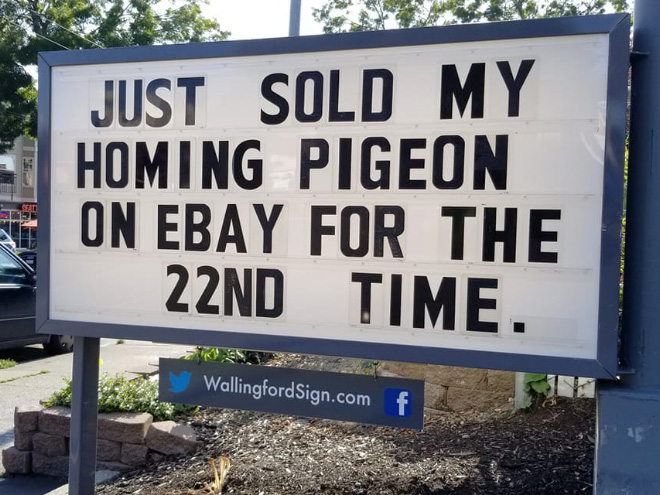 JUST SOLD MY
HOMING PIGEON
ON EBAY FOR THE
22ND TIME.
WallingfordSign.com
f